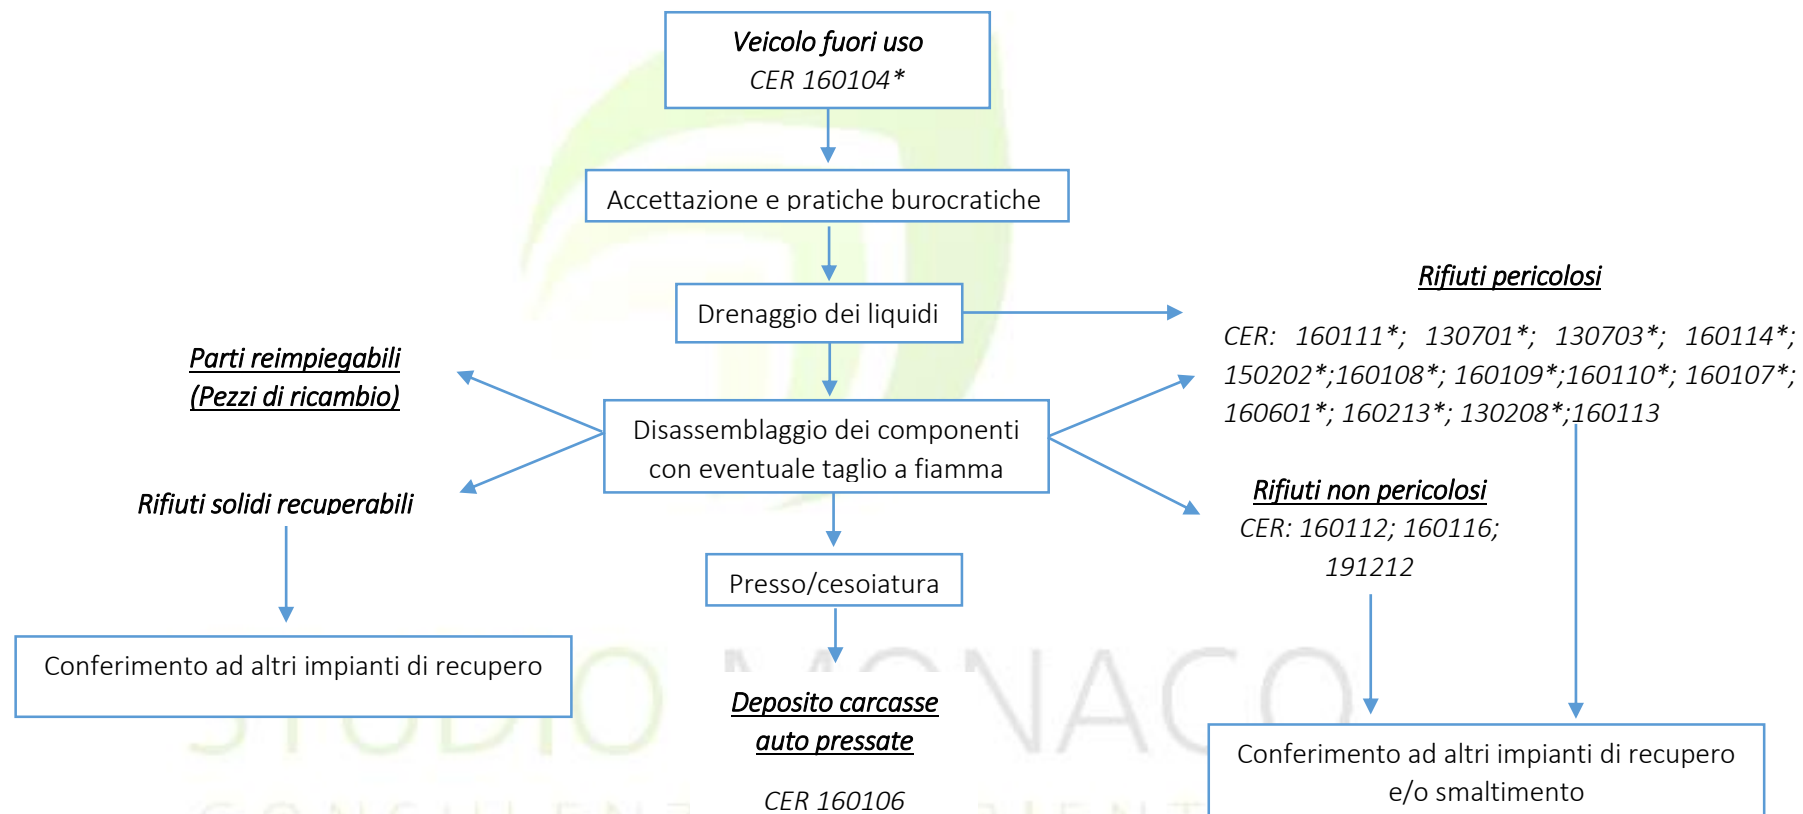 Veicolo fuori uso
CER 160104*
Accettazione e pratiche burocratiche
Drenaggio dei liquidi
Rifiuti pericolosi
CER: 160111*; 130701*; 130703*; 160114*;
150202*;160108*; 160109*;160110*; 160107*;
160601*; 160213*; 130208*;160113
Parti reimpiegabili
(Pezzi di ricambio)
Disassemblaggio dei componenti
con eventuale taglio a fiamma
Rifiuti solidi recuperabili
Rifiuti non pericolosi
CER: 160112; 160116;
191212
Presso/cesoiatura
Conferimento ad altri impianti di recupero
Deposito carcasse
auto pressate
CER 160106
Conferimento ad altri impianti di recupero
e/o smaltimento
STUDIO MONACO